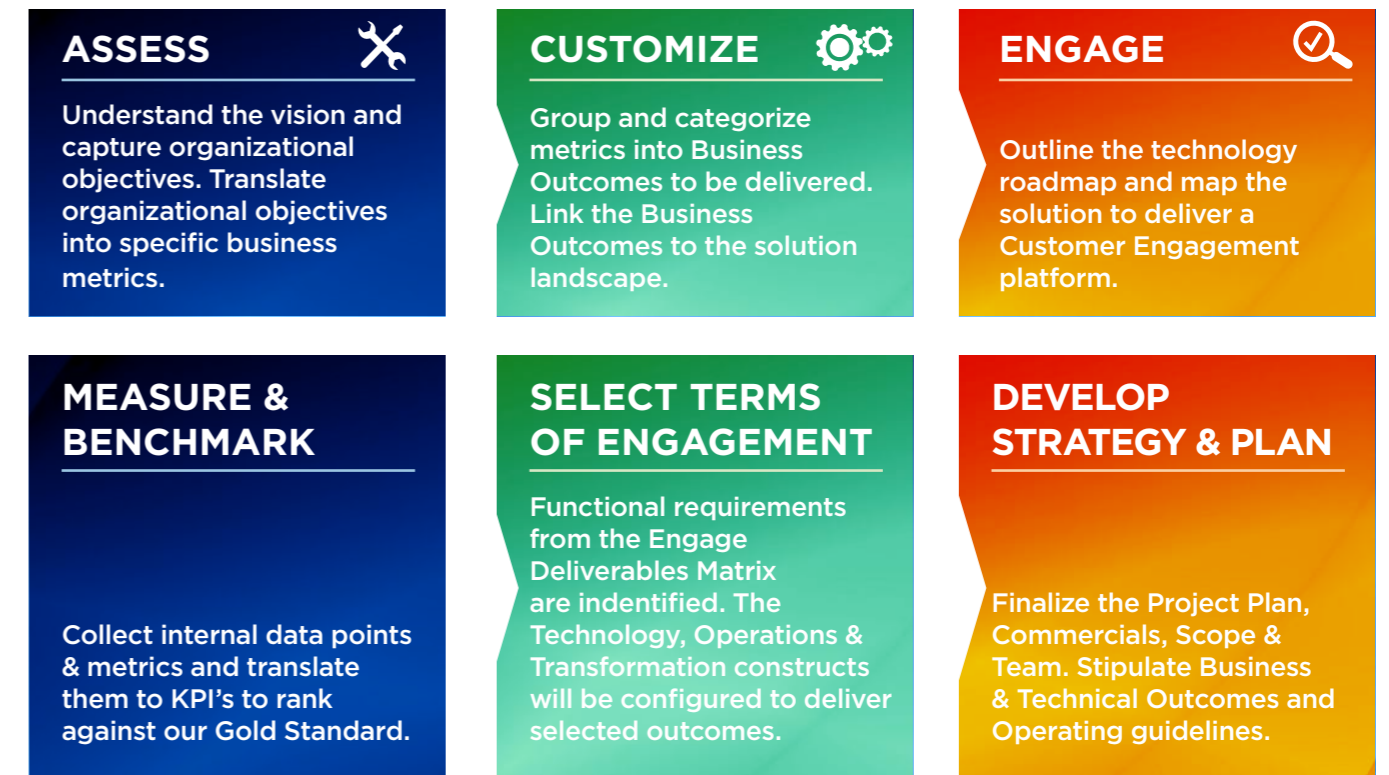 ASSESS
Understand the vision and
capture organizational
objectives. Translate
organizational objectives
into specific business
metrics.
CUSTOMIZE
Group and categorize
metrics into Business
Outcomes to be delivered.
Link the Business
Outcomes to the solution
landscape.
ENGAGE
Outline the technology
roadmap and map the
solution to deliver a
Customer Engagement
platform.
MEASURE &
BENCHMARK
Collect internal data points
& metrics and translate
them to KPI's to rank
against our Gold Standard.
SELECT TERMS
OF ENGAGEMENT
Functional requirements
from the Engage
Deliverables Matrix
are indentified. The
Technology, Operations &
Transformation constructs
will be configured to deliver
selected outcomes.
DEVELOP
STRATEGY & PLAN
Finalize the Project Plan,
Commercials, Scope &
Team. Stipulate Business
& Technical Outcomes and
Operating guidelines.